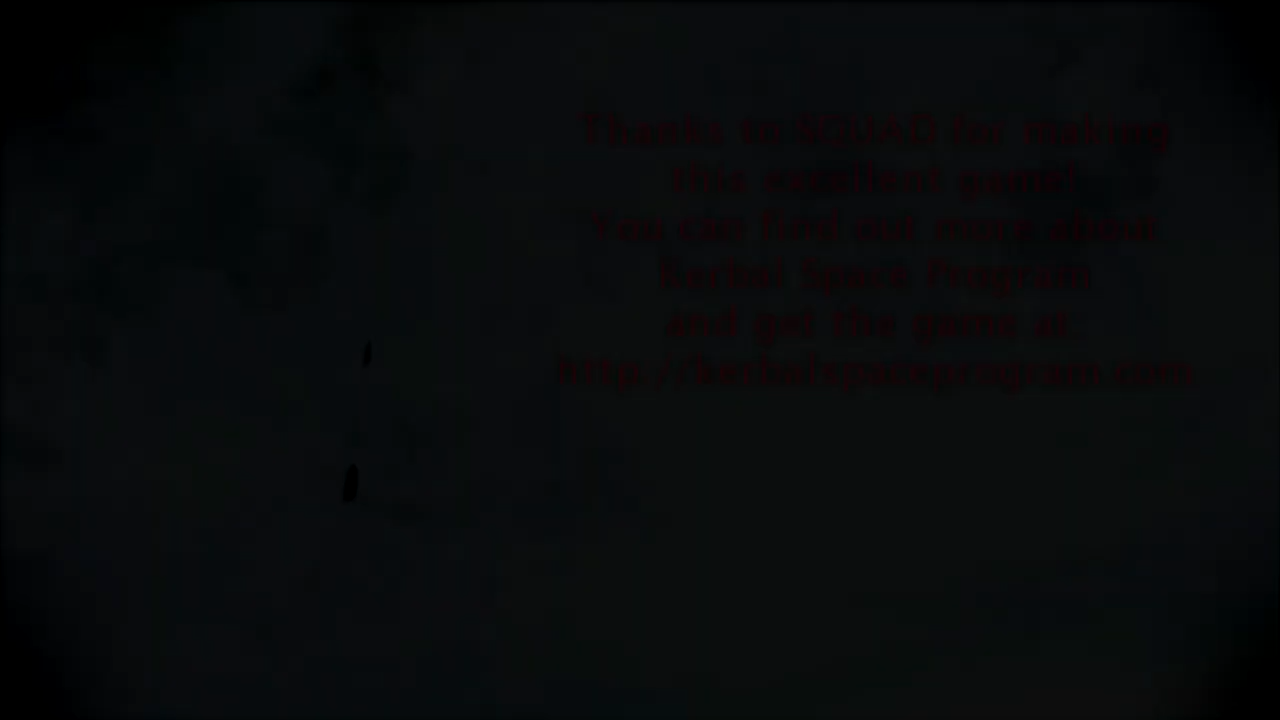 Thanks to SQUAD for making
this excellent game!
You can find out more about
Kerbal Space Program
and get the game at:
http://kerbalspaceprogram.com